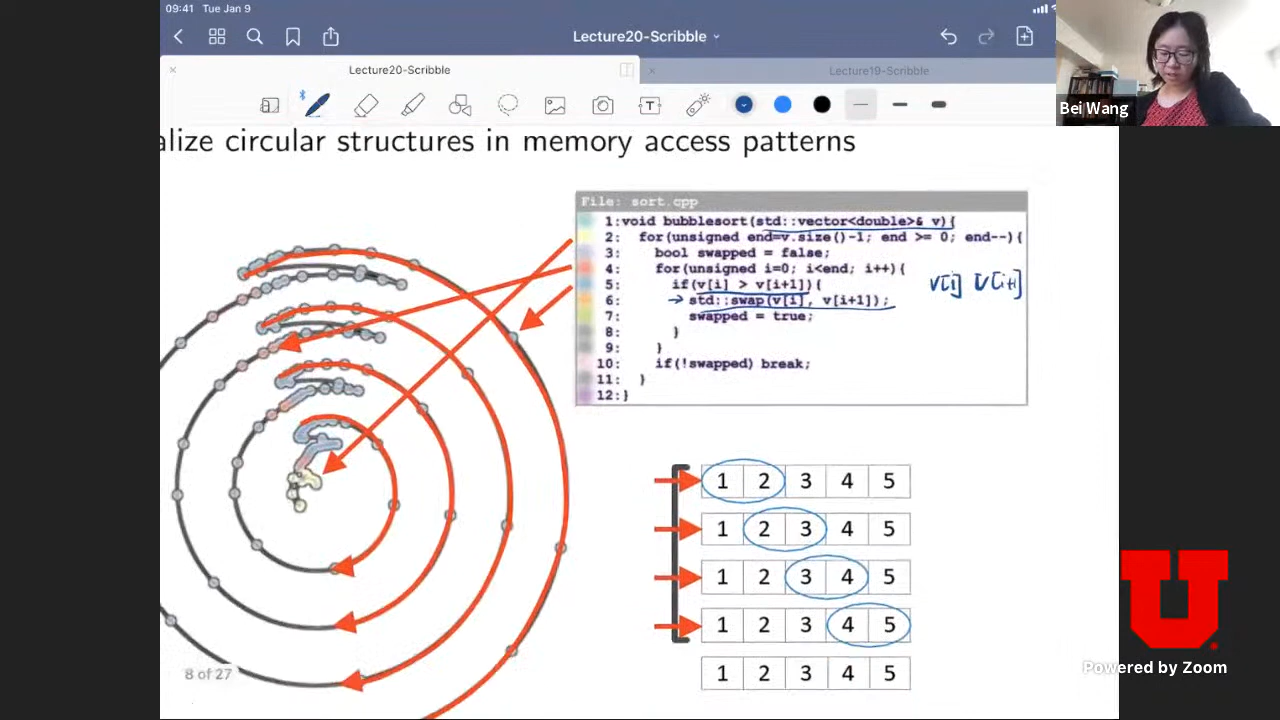 09:41 Tue Jan 9
Lecture20-Scribble
Lecture20-Scribble
Lecture19-Scribble
T
Bei Wang
alize circular structures in memory access patterns
File: sort.cpp
1:void bubblesort(std::vector<double>& v){
2: for(unsigned end=v.size()-1; end >= 0; end--){
3: bool swapped = false;
4: for(unsigned i=0; i<end; i++){
5: if(v[i] > v[i+1]){
6: std::swap(v[i], v[i+1]);
7: swapped = true;
8: }
9: }
10: if(!swapped) break;
11: }
12:}
v[i] v[i+1]
1 2 3 4 5
1 2 3 4 5
1 2 3 4 5
1 2 3 4 5
1 2 3 4 5
8 of 27
U
Powered by Zoom